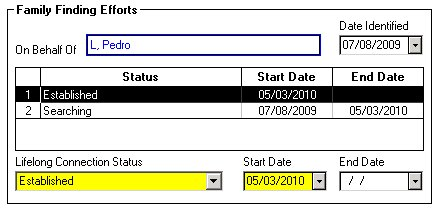 Family Finding Efforts
Date Identified
On Behalf Of L, Pedro 07/08/2009
Status Start Date End Date
1 Established 05/03/2010
2 Searching 07/08/2009 05/03/2010
Lifelong Connection Status Start Date End Date
Established 05/03/2010 / /